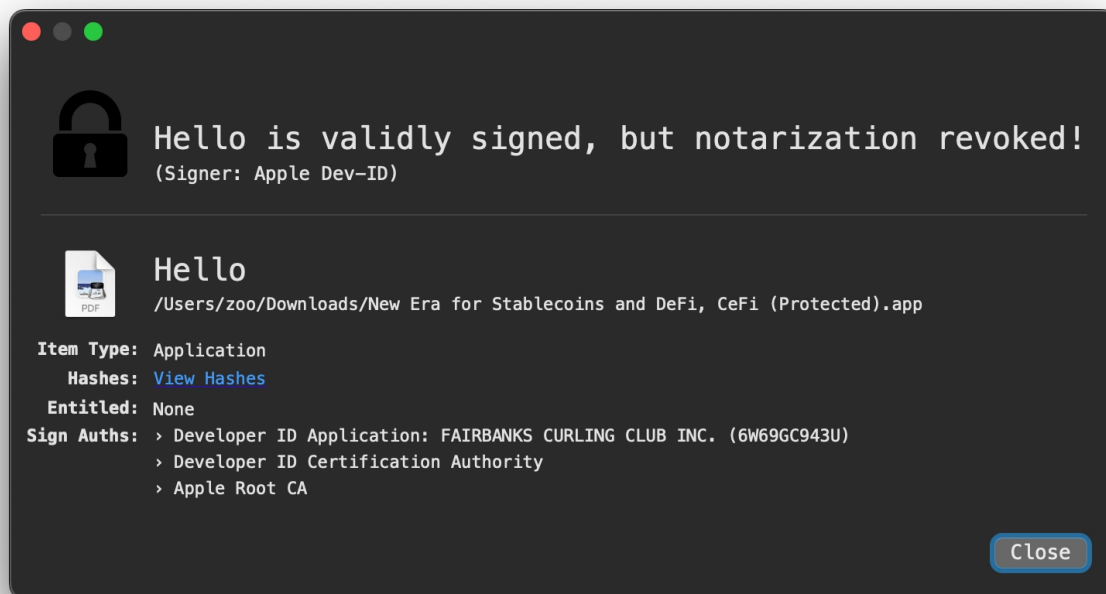 Hello is validly signed, but notarization revoked!
(Signer: Apple Dev-ID)
PDF
Hello
/Users/zoo/Downloads/New Era for Stablecoins and DeFi, CeFi (Protected).app
Item Type: Application
Hashes: View Hashes
Entitled: None
Sign Auths: › Developer ID Application: FAIRBANKS CURLING CLUB INC. (6W69GC943U)
› Developer ID Certification Authority
› Apple Root CA
Close